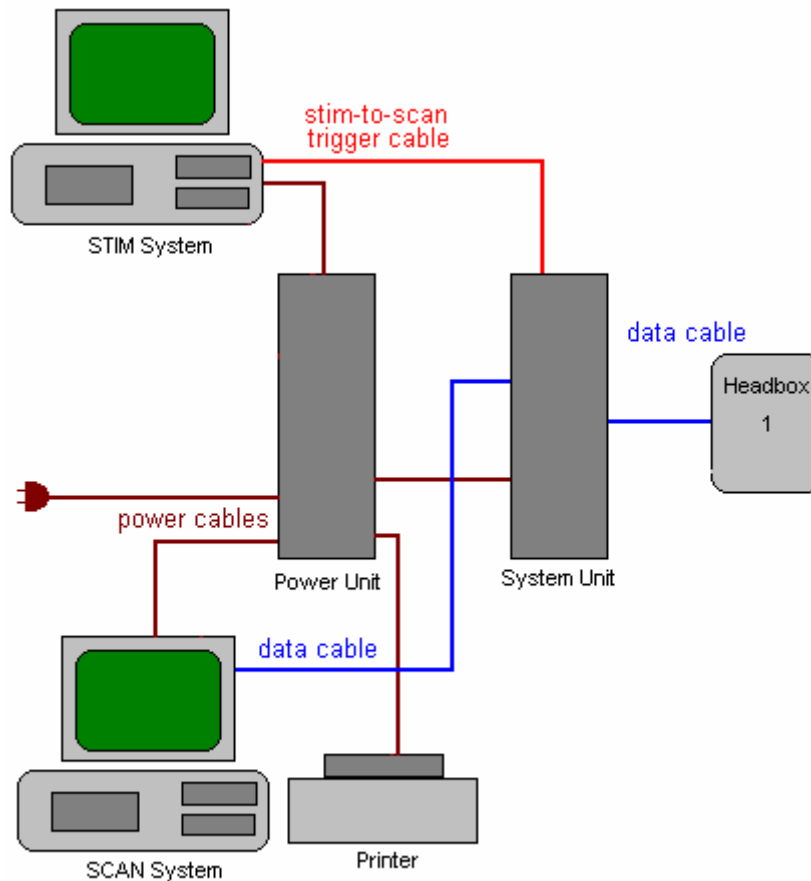 stim-to-scan
trigger cable
STIM System
data cable
Headbox
1
power cables
Power Unit
System Unit
data cable
SCAN System
Printer